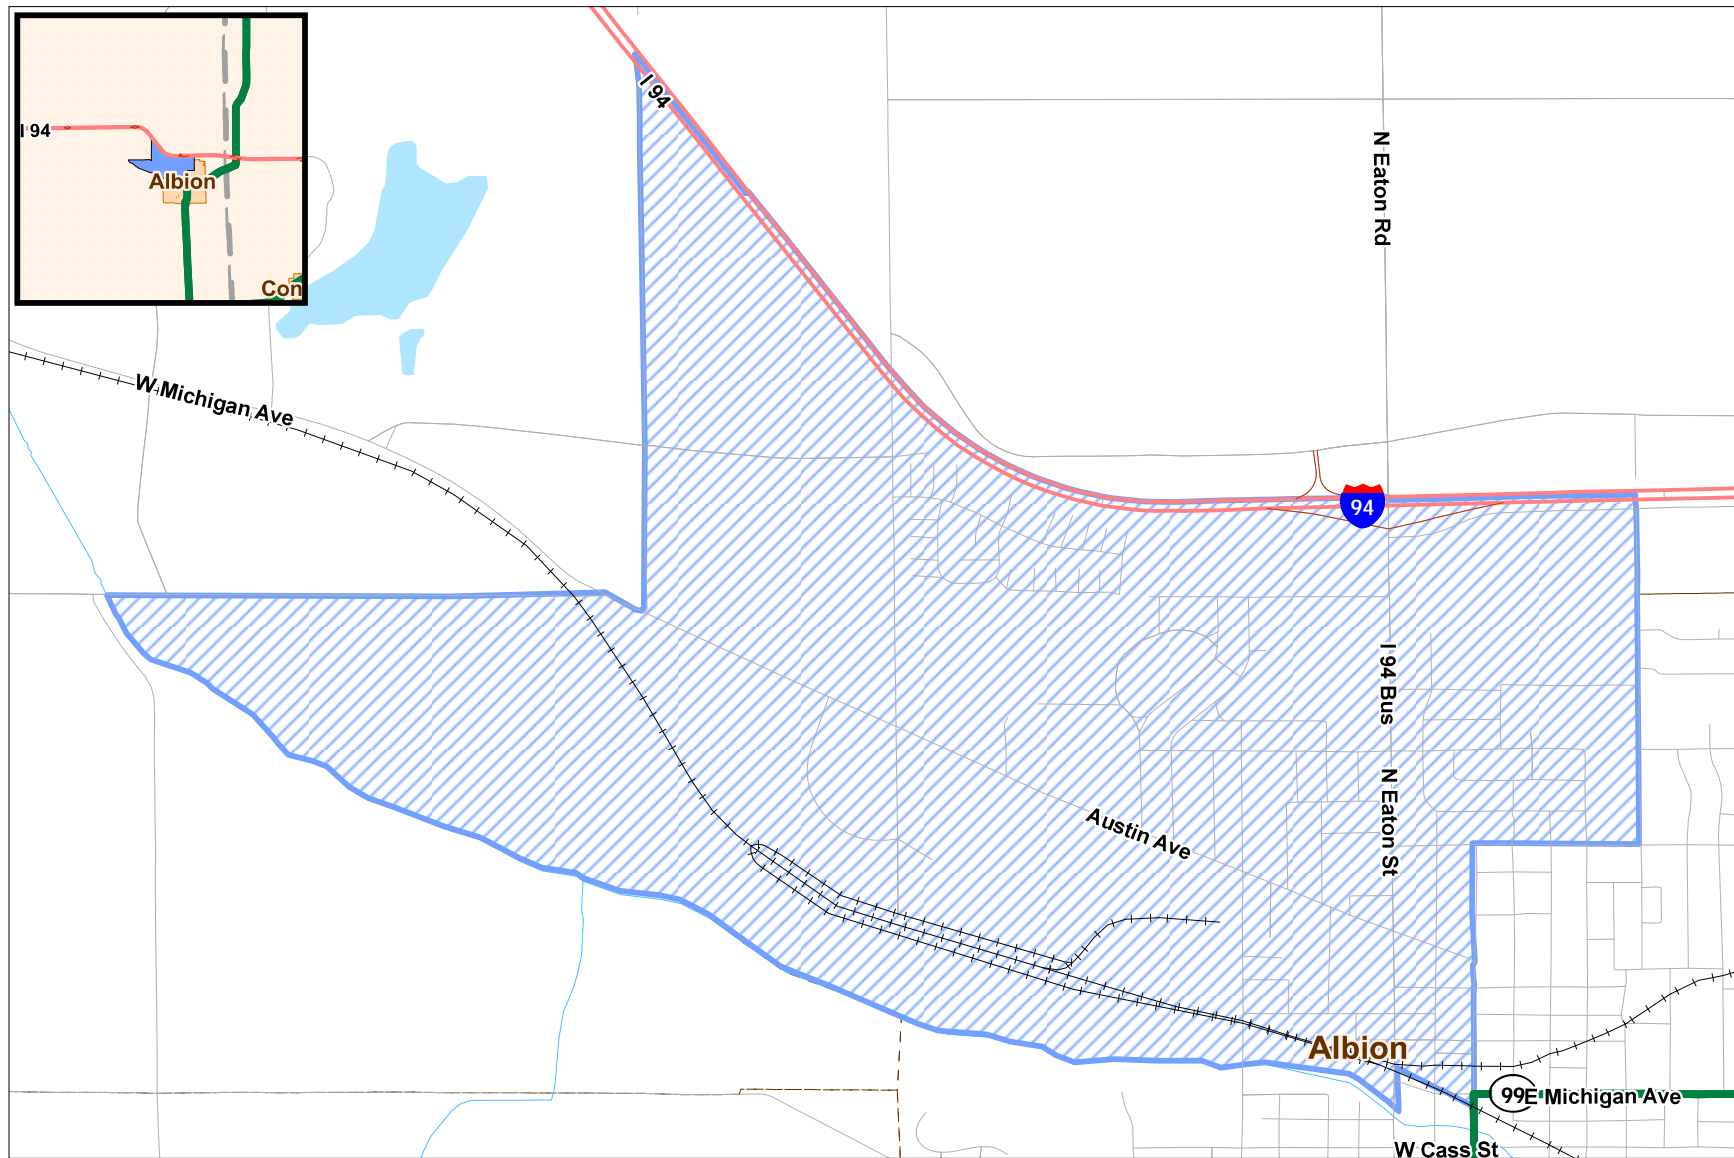 I 94
Albion
Con
I 94
N Eaton Rd
W Michigan Ave
94
I 94 Bus
N Eaton St
Austin Ave
Albion
99
E Michigan Ave
W Cass St